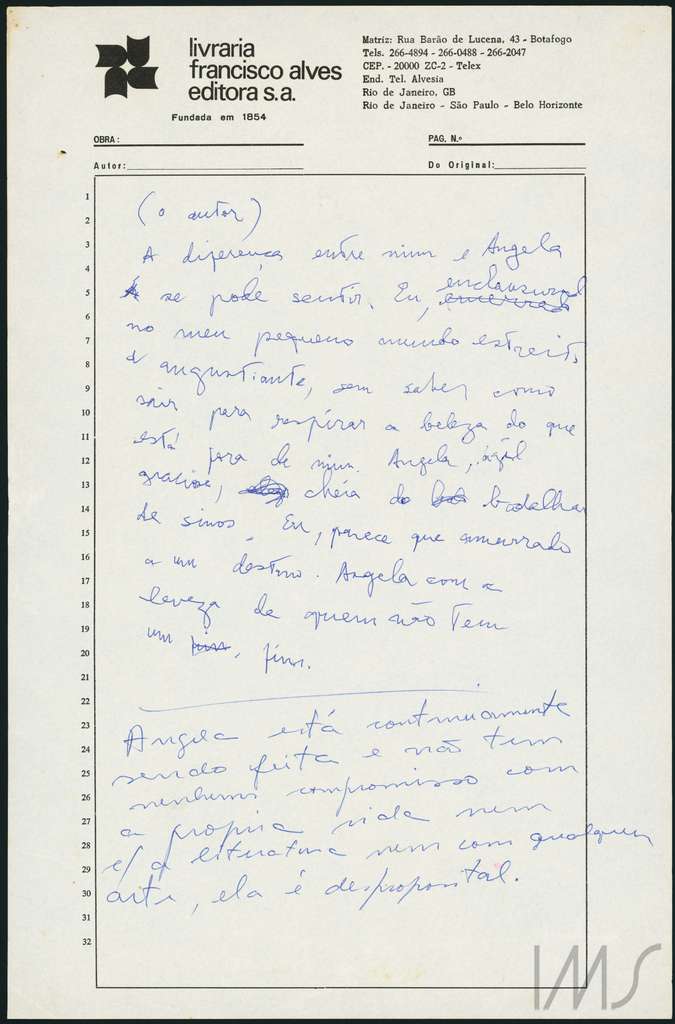 livraria
francisco alves
editora s.a.
Fundada em 1854
Matriz: Rua Barão de Lucena, 43 - Botafogo
Tels. 266-4894 - 266-0488 - 266-2047
CEP. - 20000 ZC-2 - Telex
End. Tel. Alvesia
Rio de Janeiro, GB
Rio de Janeiro - São Paulo - Belo Horizonte
OBRA:
PAG. N.º
Autor:
Do Original:
1
2
3
4
5
6
7
8
9
10
11
12
13
14
15
16
17
18
19
20
21
22
23
24
25
26
27
28
29
30
31
32
(o autor)
A diferença entre mim e Angela
se pode sentir. Eu, enclausurado
no meu pequeno mundo estreito
e angustiante, sem saber como
sair para respirar a beleza do que
está fora de mim. Angela, ágil
graciosa, cheia do badalhar
de sinos. Eu, parece que amarrado
a um destino. Angela com a
leveza de quem não tem
um fim.
Angela está continuamente
sendo feita e não tem
nenhum compromisso com
a propria vida nem
c/ a literatura nem com qualquer
arte, ela é desproposital.
IMS